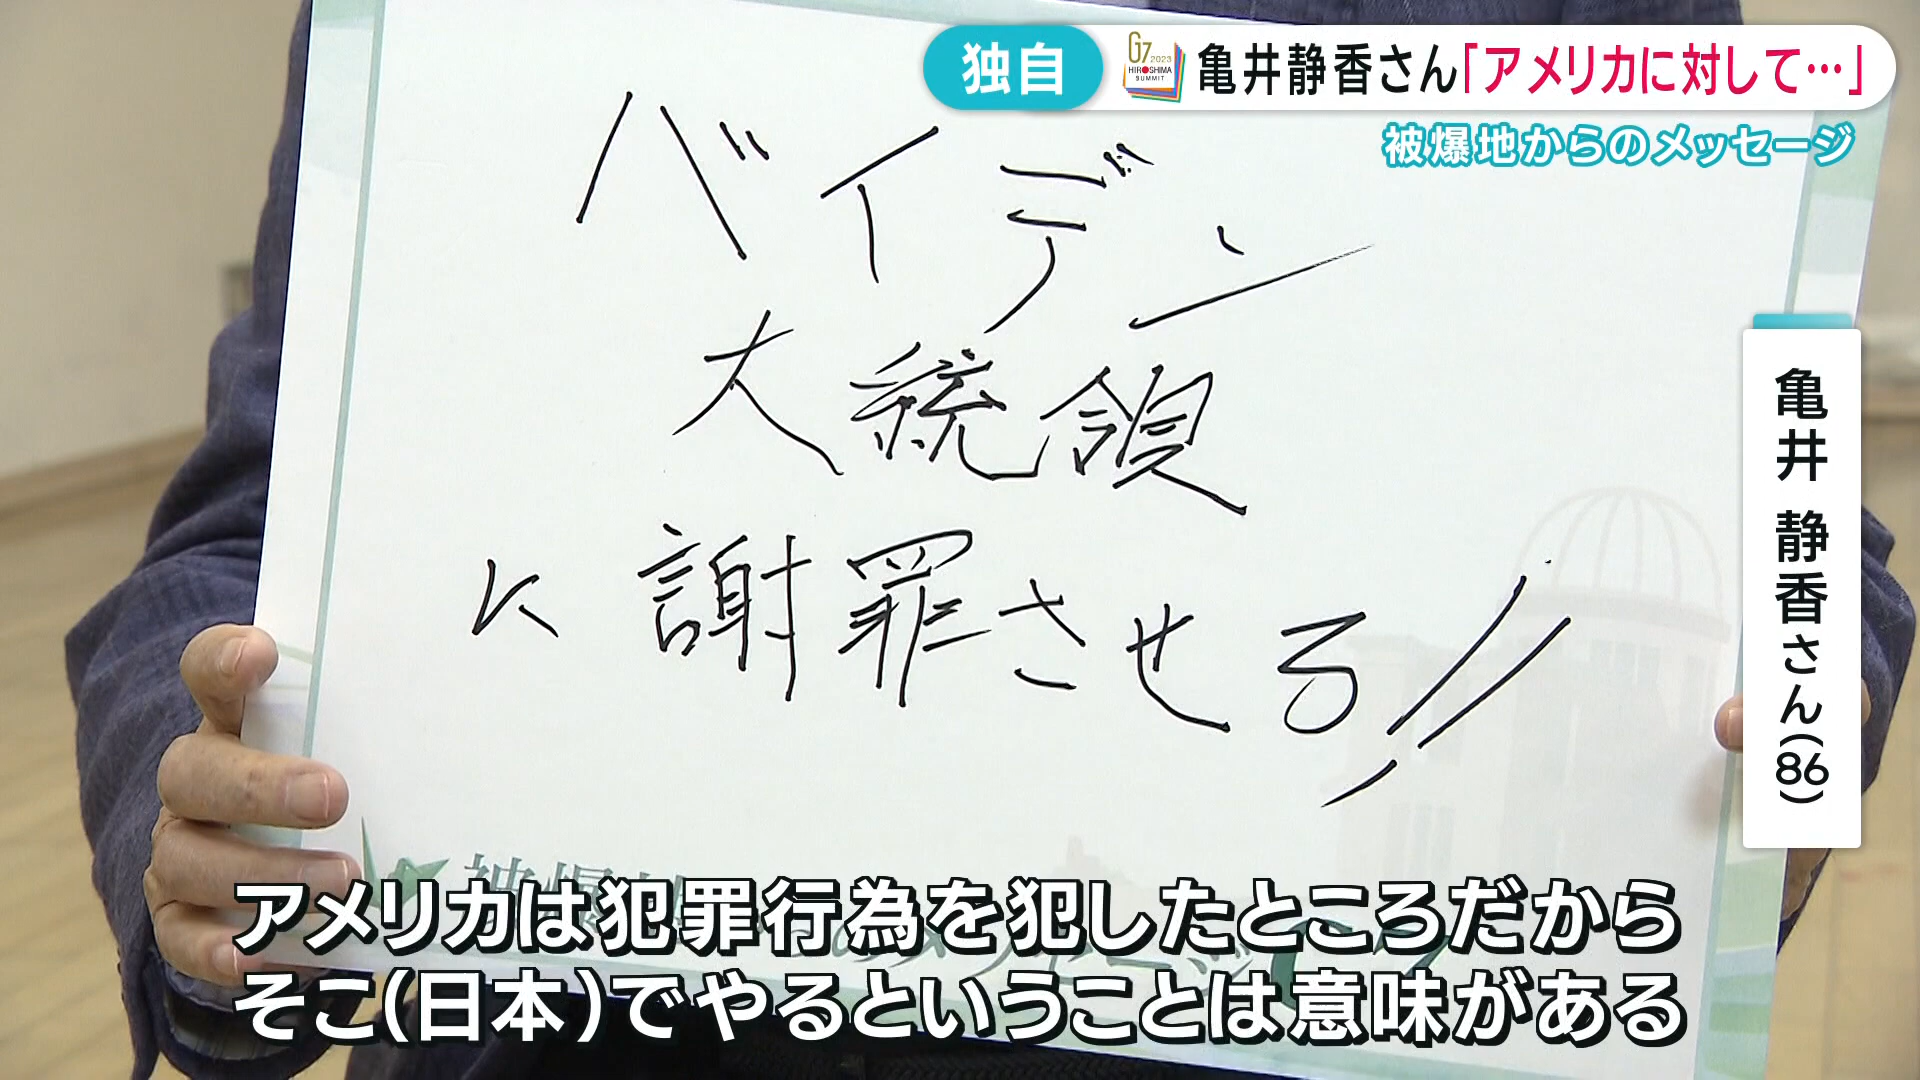 独自
G7 2023
HIROSHIMA
SUMMIT
亀井静香さん「アメリカに対して…」
被爆地からのメッセージ
バイデン
大統領
に謝罪させる!!
亀井 静香さん(86)
アメリカは犯罪行為を犯したところだから
そこ(日本)でやるということは意味がある